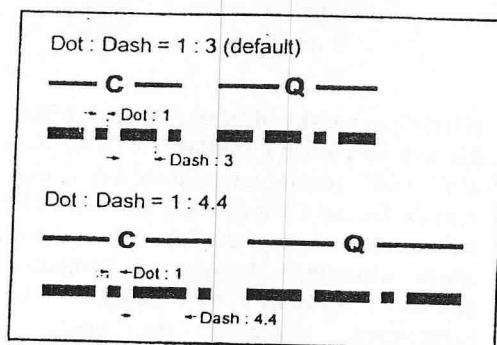 Dot : Dash = 1 : 3 (default)
C Q
Dot : 1
Dash : 3
Dot : Dash = 1 : 4.4
C Q
Dot : 1
Dash : 4.4